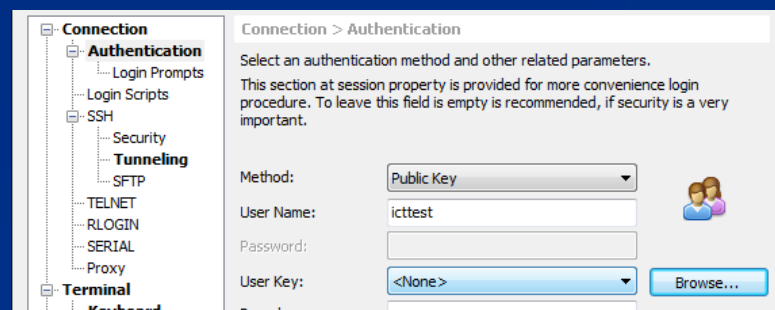 Connection
Authentication
Login Prompts
Login Scripts
SSH
Security
Tunneling
SFTP
TELNET
RLOGIN
SERIAL
Proxy
Terminal
Keyboard
Connection > Authentication
Select an authentication method and other related parameters.
This section at session property is provided for more convenience login
procedure. To leave this field is empty is recommended, if security is a very
important.
Method: Public Key
User Name: icttest
Password:
User Key: <None> Browse...